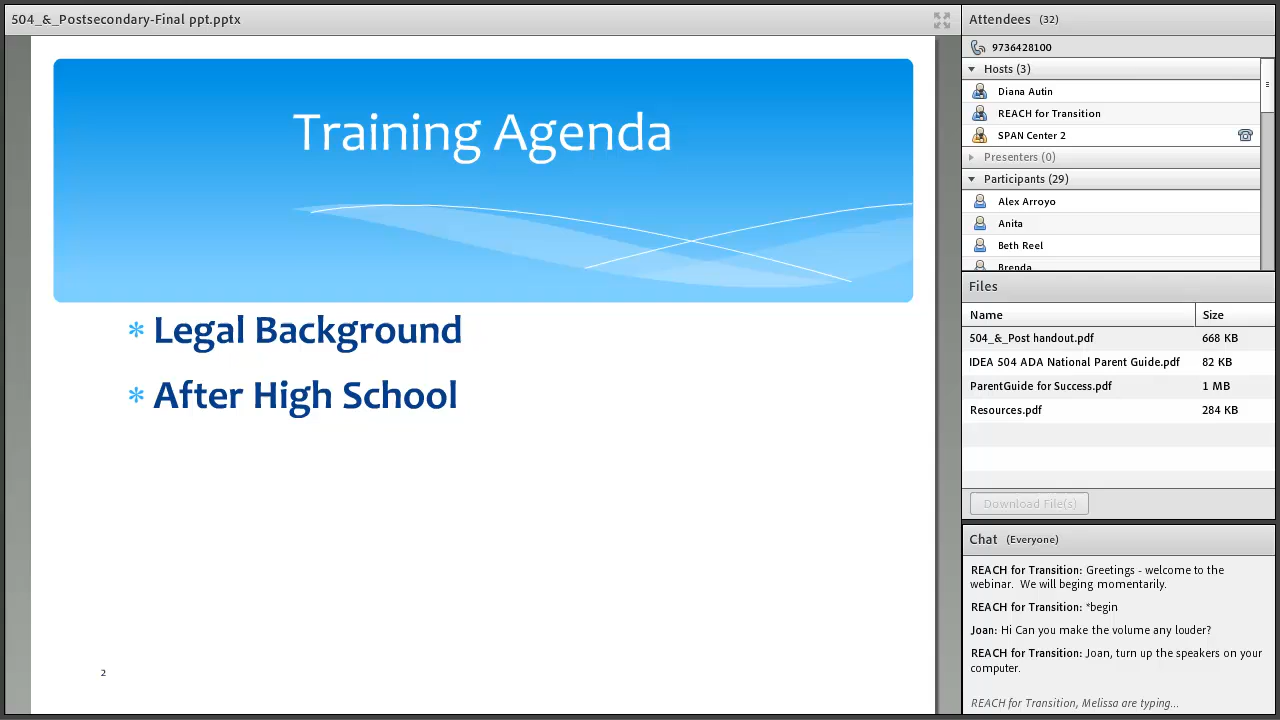 504_&_Postsecondary-Final ppt.pptx
Training Agenda
* Legal Background
* After High School
2
Attendees (32)
9736428100
Hosts (3)
Diana Autin
REACH for Transition
SPAN Center 2
Presenters (0)
Participants (29)
Alex Arroyo
Anita
Beth Reel
Brenda
Files
Name Size
504_&_Post handout.pdf 668 KB
IDEA 504 ADA National Parent Guide.pdf 82 KB
ParentGuide for Success.pdf 1 MB
Resources.pdf 284 KB
Download File(s)
Chat (Everyone)
REACH for Transition: Greetings - welcome to the
webinar. We will beging momentarily.
REACH for Transition: *begin
Joan: Hi Can you make the volume any louder?
REACH for Transition: Joan, turn up the speakers on your
computer.
REACH for Transition, Melissa are typing...